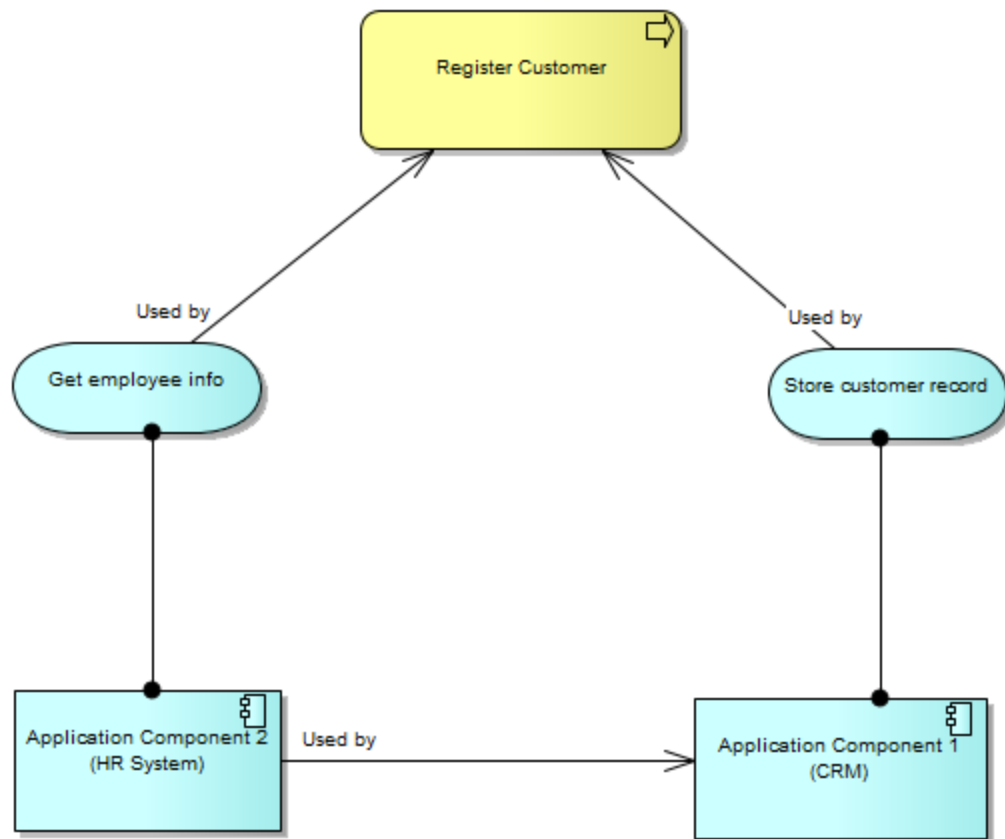 Register Customer
Used by
Used by
Get employee info
Store customer record
Application Component 2
(HR System)
Used by
Application Component 1
(CRM)